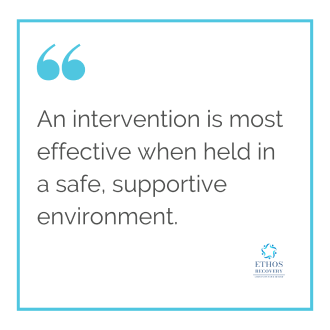 An intervention is most
effective when held in
a safe, supportive
environment.
ETHOS
RECOVERY